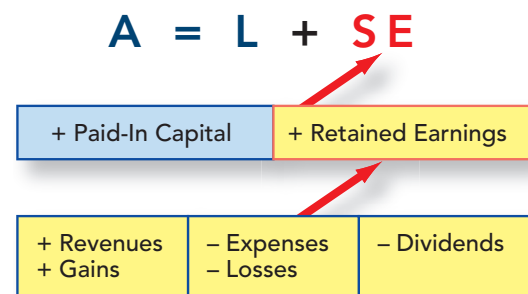 A = L + SE
+ Paid-In Capital + Retained Earnings
+ Revenues – Expenses – Dividends
+ Gains – Losses